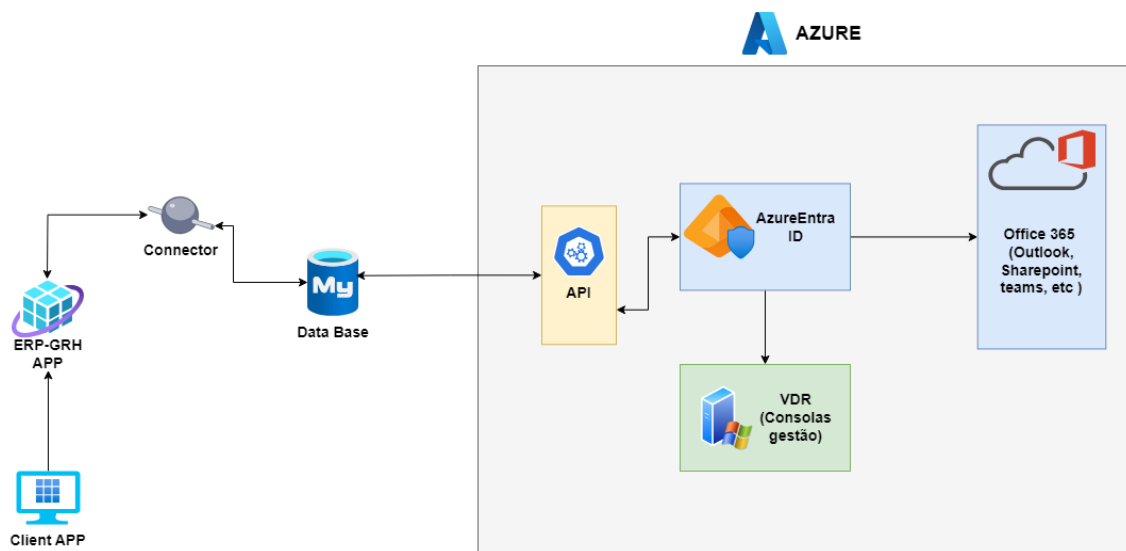 AZURE
Connector
My
Data Base
ERP-GRH
APP
Client APP
API
AzureEntra
ID
VDR
(Consolas
gestão)
Office 365
(Outlook,
Sharepoint,
teams, etc )